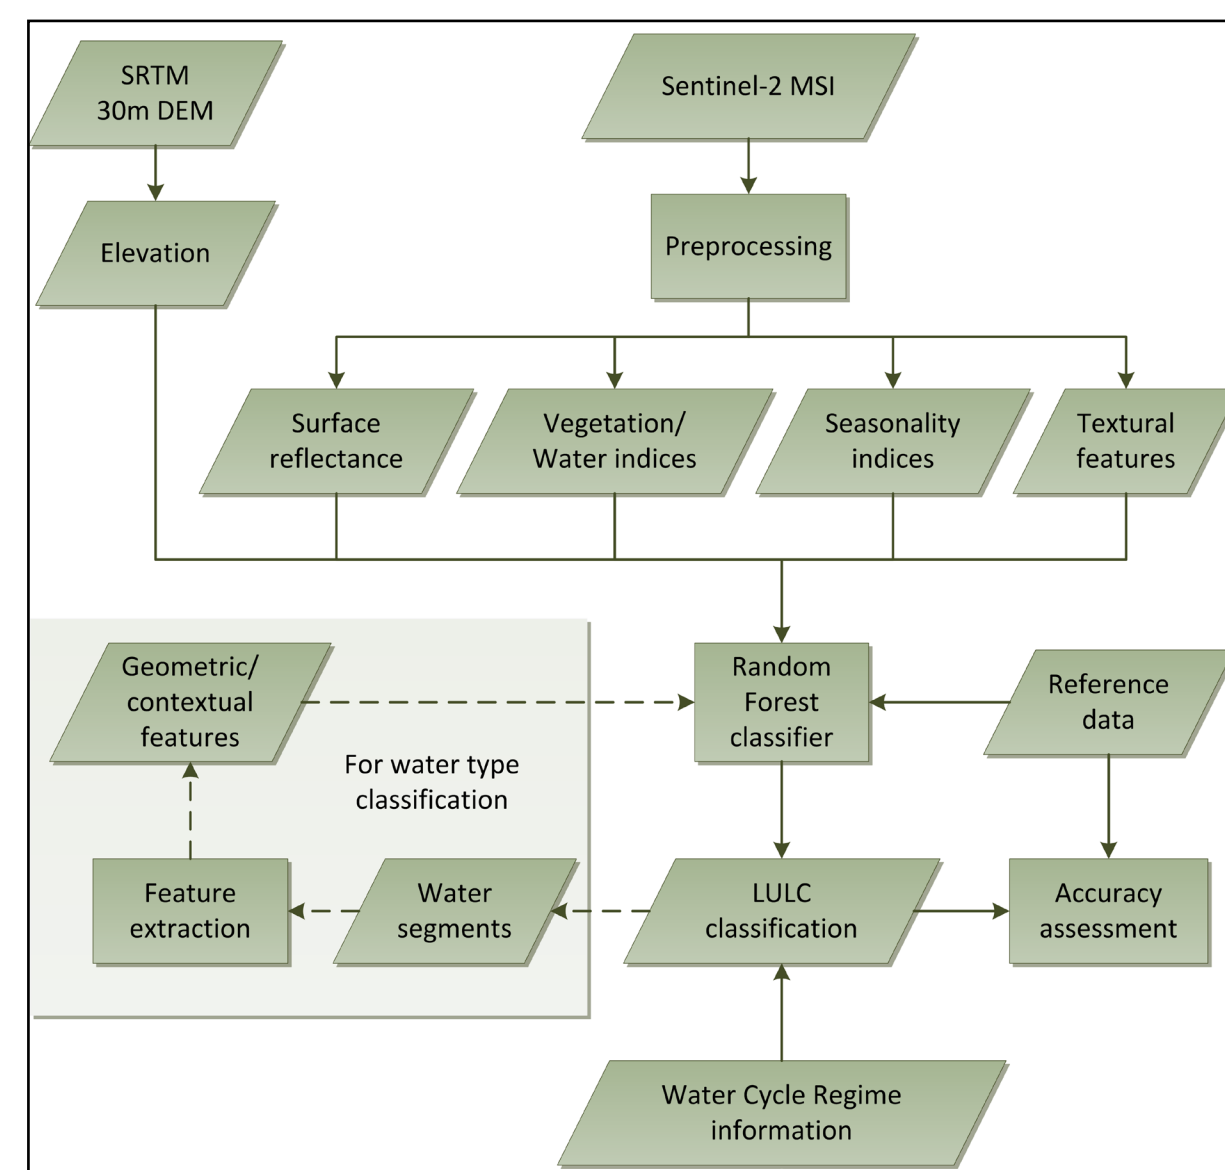 SRTM
30m DEM
Sentinel-2 MSI
Elevation
Preprocessing
Surface
reflectance
Vegetation/
Water indices
Seasonality
indices
Textural
features
Geometric/
contextual
features
Random
Forest
classifier
Reference
data
For water type
classification
Feature
extraction
Water
segments
LULC
classification
Accuracy
assessment
Water Cycle Regime
information